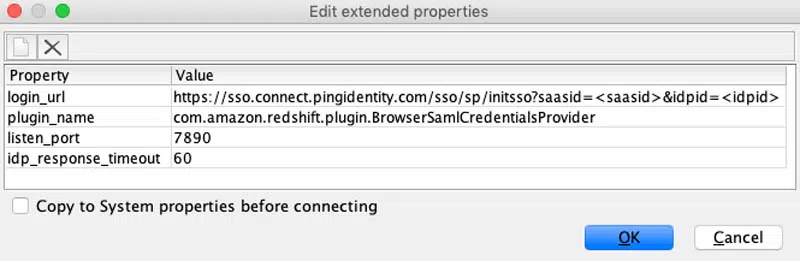 Edit extended properties
Property Value
login_url https://sso.connect.pingidentity.com/sso/sp/initsso?saasid=<saasid>&idpid=<idpid>
plugin_name com.amazon.redshift.plugin.BrowserSamlCredentialsProvider
listen_port 7890
idp_response_timeout 60
Copy to System properties before connecting
OK Cancel